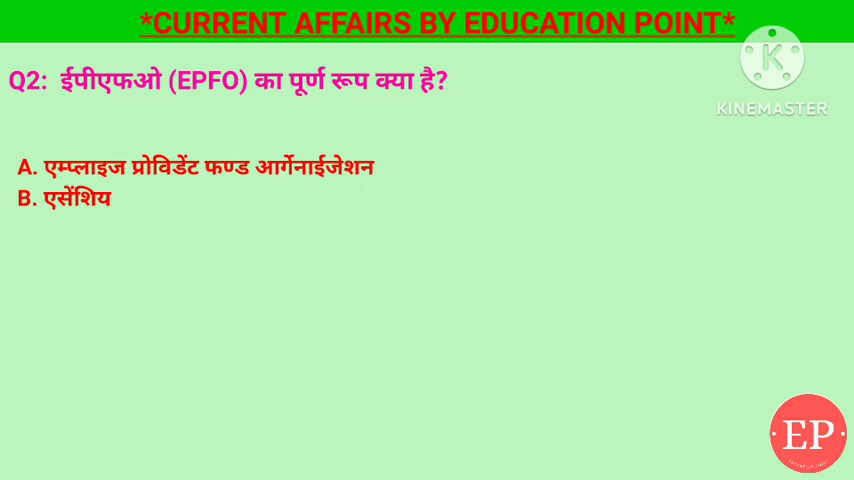 *CURRENT AFFAIRS BY EDUCATION POINT*
Q2: ईपीएफओ (EPFO) का पूर्ण रूप क्या है?
KINEMASTER
A. एम्प्लाइज प्रोविडेंट फण्ड आर्गेनाईजेशन
B. एसेंशिय
EP